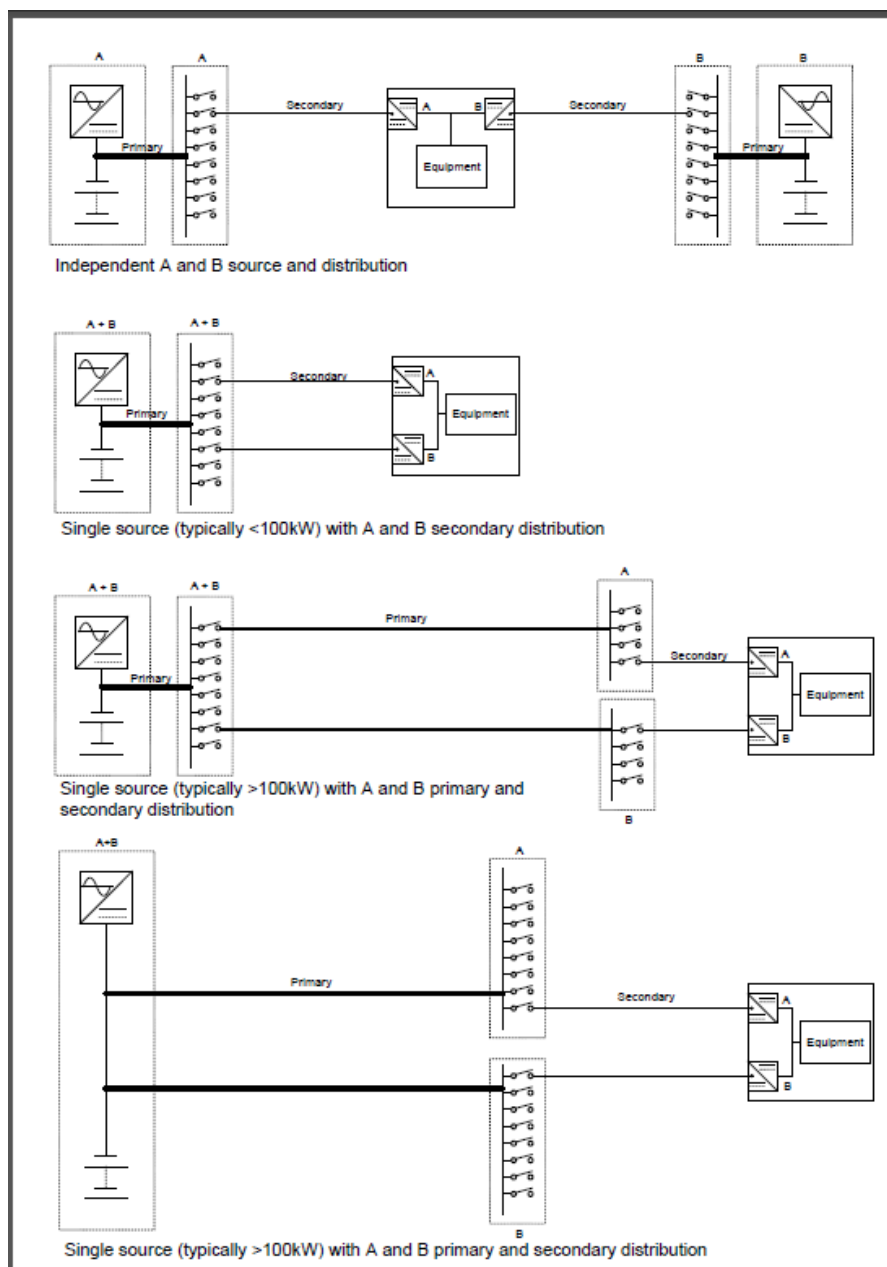 A
A
B
B
Secondary
A
B
Secondary
Primary
Equipment
Primary
Independent A and B source and distribution
A + B
A + B
Secondary
A
Primary
Equipment
B
Single source (typically <100kW) with A and B secondary distribution
A + B
A + B
A
Primary
Secondary
A
Primary
Equipment
B
Single source (typically >100kW) with A and B primary and
secondary distribution
B
A+B
A
Primary
Secondary
A
Equipment
B
B
Single source (typically >100kW) with A and B primary and secondary distribution